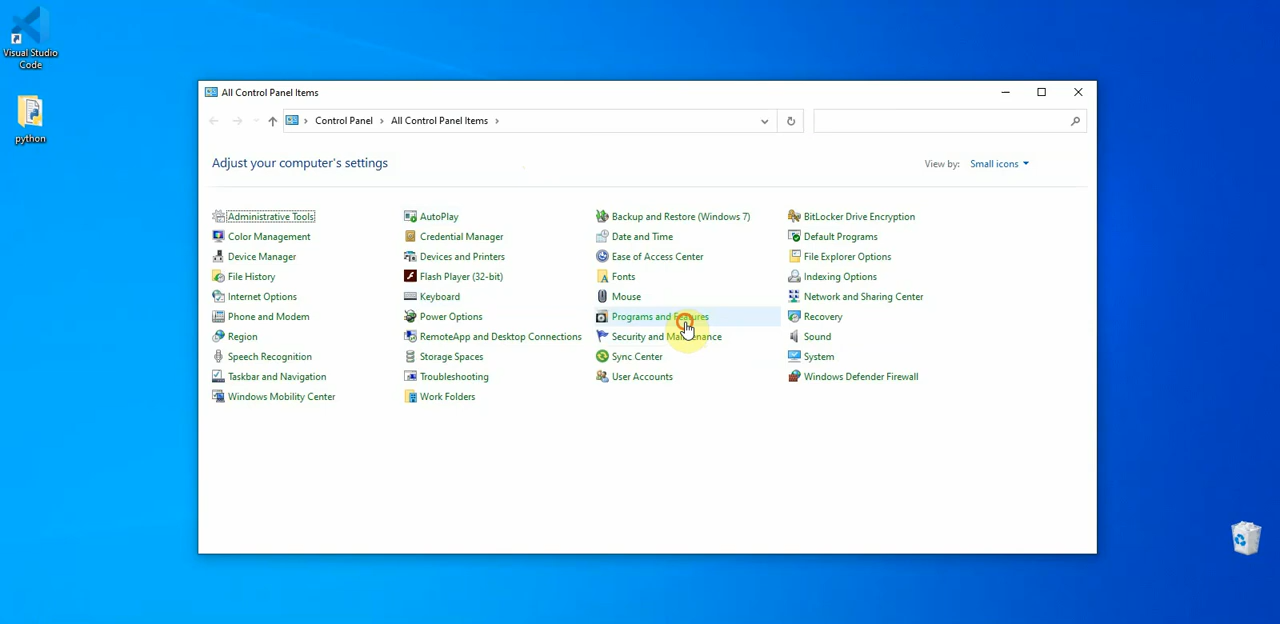 Visual Studio
Code
python
All Control Panel Items
Control Panel > All Control Panel Items >
Adjust your computer's settings
View by: Small icons
Administrative Tools
AutoPlay
Backup and Restore (Windows 7)
BitLocker Drive Encryption
Color Management
Credential Manager
Date and Time
Default Programs
Device Manager
Devices and Printers
Ease of Access Center
File Explorer Options
File History
Flash Player (32-bit)
Fonts
Indexing Options
Internet Options
Keyboard
Mouse
Network and Sharing Center
Phone and Modem
Power Options
Programs and Features
Recovery
Region
RemoteApp and Desktop Connections
Security and Maintenance
Sound
Speech Recognition
Storage Spaces
Sync Center
System
Taskbar and Navigation
Troubleshooting
User Accounts
Windows Defender Firewall
Windows Mobility Center
Work Folders